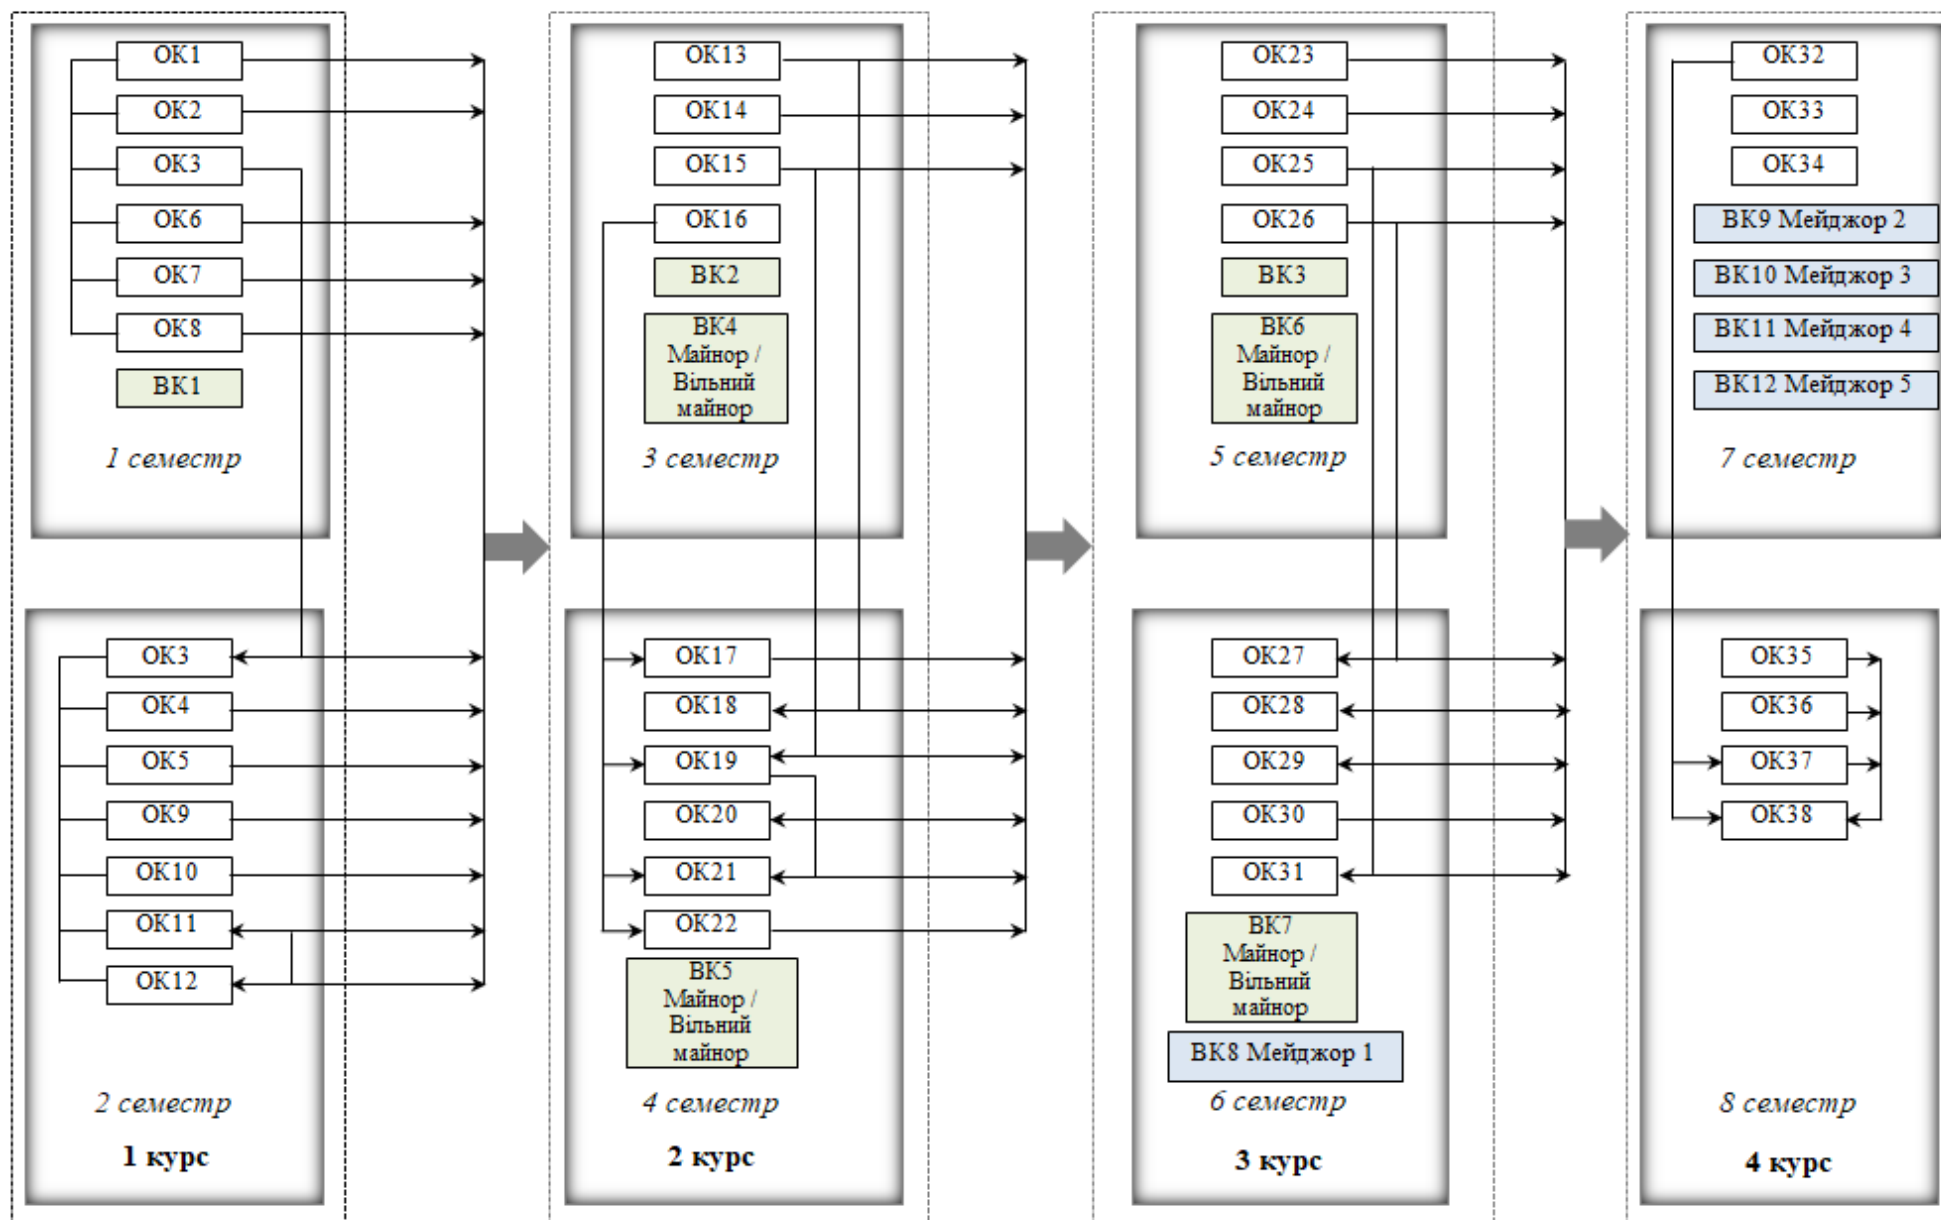 ОК1
ОК2
ОК3
ОК6
ОК7
ОК8
ВК1
1 семестр
ОК3
ОК4
ОК5
ОК9
ОК10
ОК11
ОК12
2 семестр
1 курс
ОК13
ОК14
ОК15
ОК16
ВК2
ВК4
Майнор /
Вільний
майнор
3 семестр
ОК17
ОК18
ОК19
ОК20
ОК21
ОК22
ВК5
Майнор /
Вільний
майнор
4 семестр
2 курс
ОК23
ОК24
ОК25
ОК26
ВК3
ВК6
Майнор /
Вільний
майнор
5 семестр
ОК27
ОК28
ОК29
ОК30
ОК31
ВК7
Майнор /
Вільний
майнор
ВК8 Мейджор 1
6 семестр
3 курс
ОК32
ОК33
ОК34
ВК9 Мейджор 2
ВК10 Мейджор 3
ВК11 Мейджор 4
ВК12 Мейджор 5
7 семестр
ОК35
ОК36
ОК37
ОК38
8 семестр
4 курс